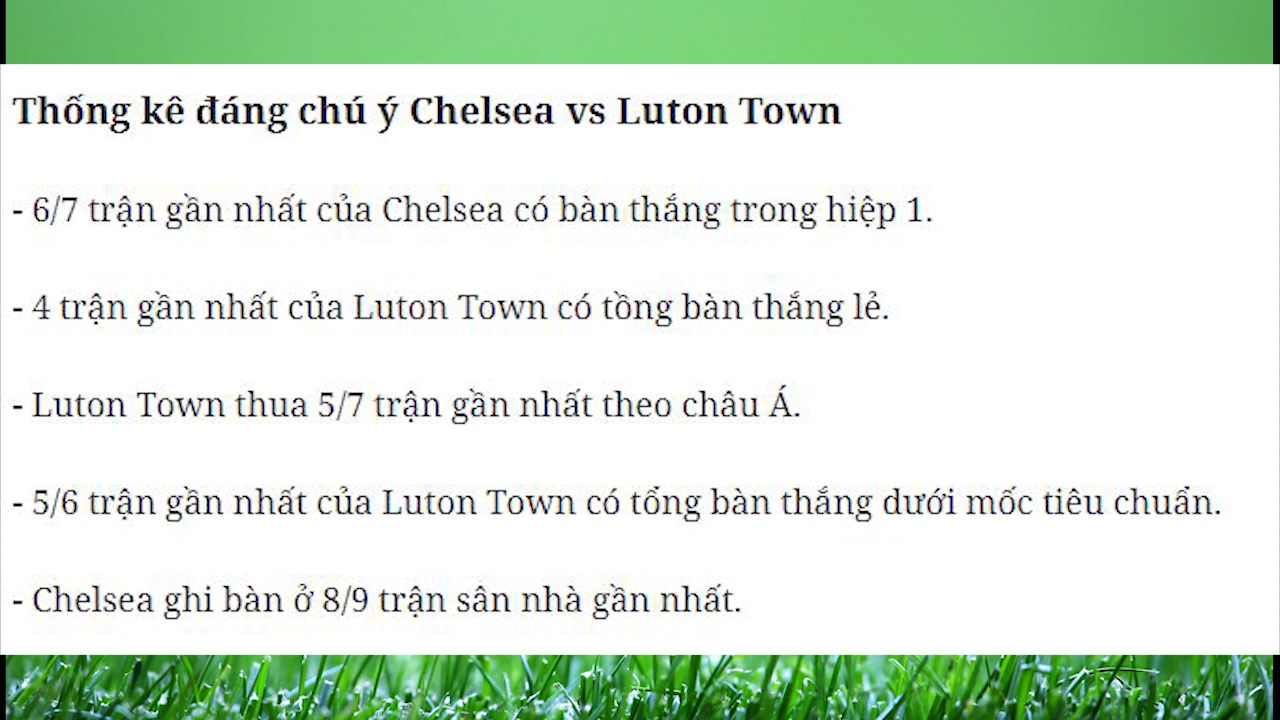 Thống kê đáng chú ý Chelsea vs Luton Town
- 6/7 trận gần nhất của Chelsea có bàn thắng trong hiệp 1.
- 4 trận gần nhất của Luton Town có tồng bàn thắng lẻ.
- Luton Town thua 5/7 trận gần nhất theo châu Á.
- 5/6 trận gần nhất của Luton Town có tổng bàn thắng dưới mốc tiêu chuẩn.
- Chelsea ghi bàn ở 8/9 trận sân nhà gần nhất.